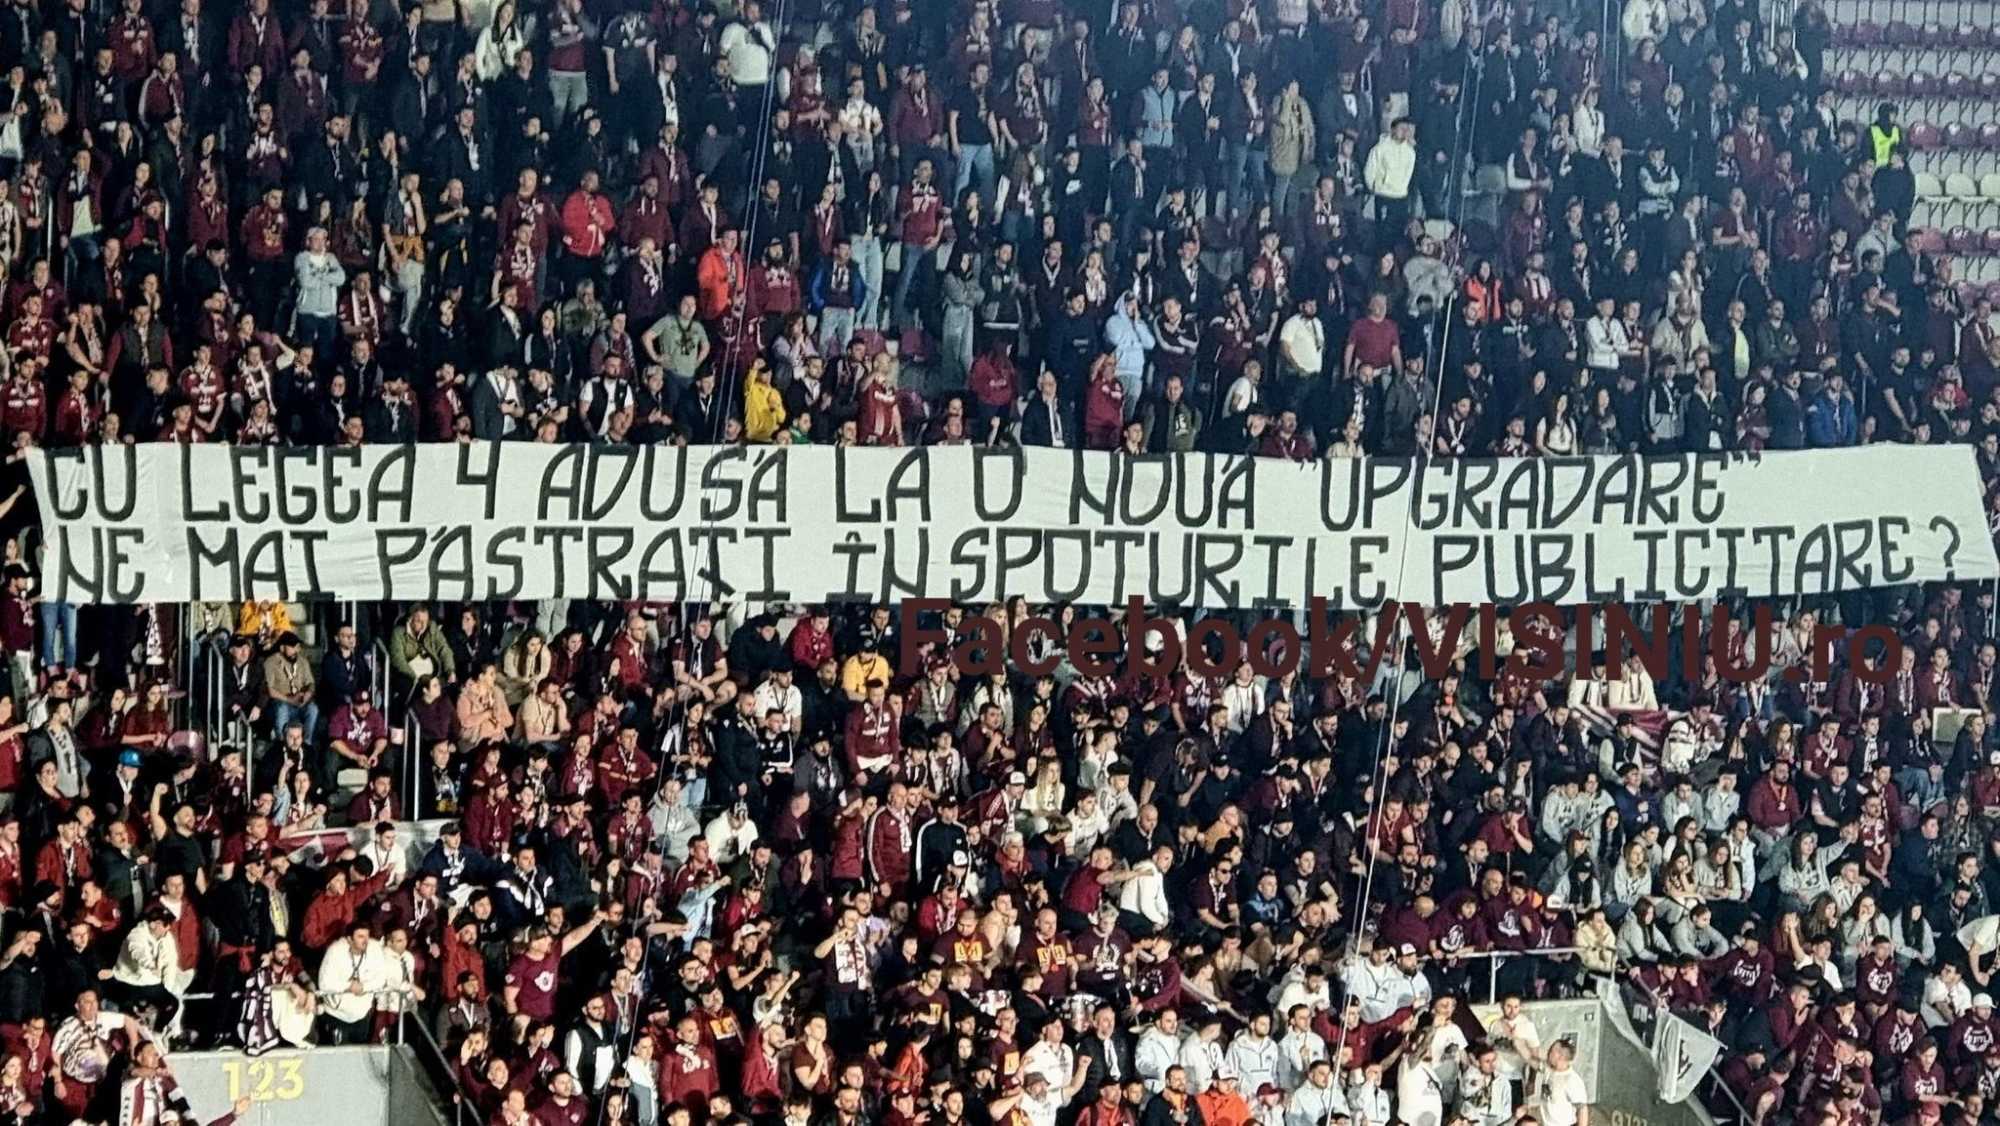 CU LEGEA 4 ADUSĂ LA O NOUĂ "UPGRADARE"
NE MAI PĂSTRAȚI ÎN SPOTURILE PUBLICITARE?
Facebook/VISINIU.ro
123